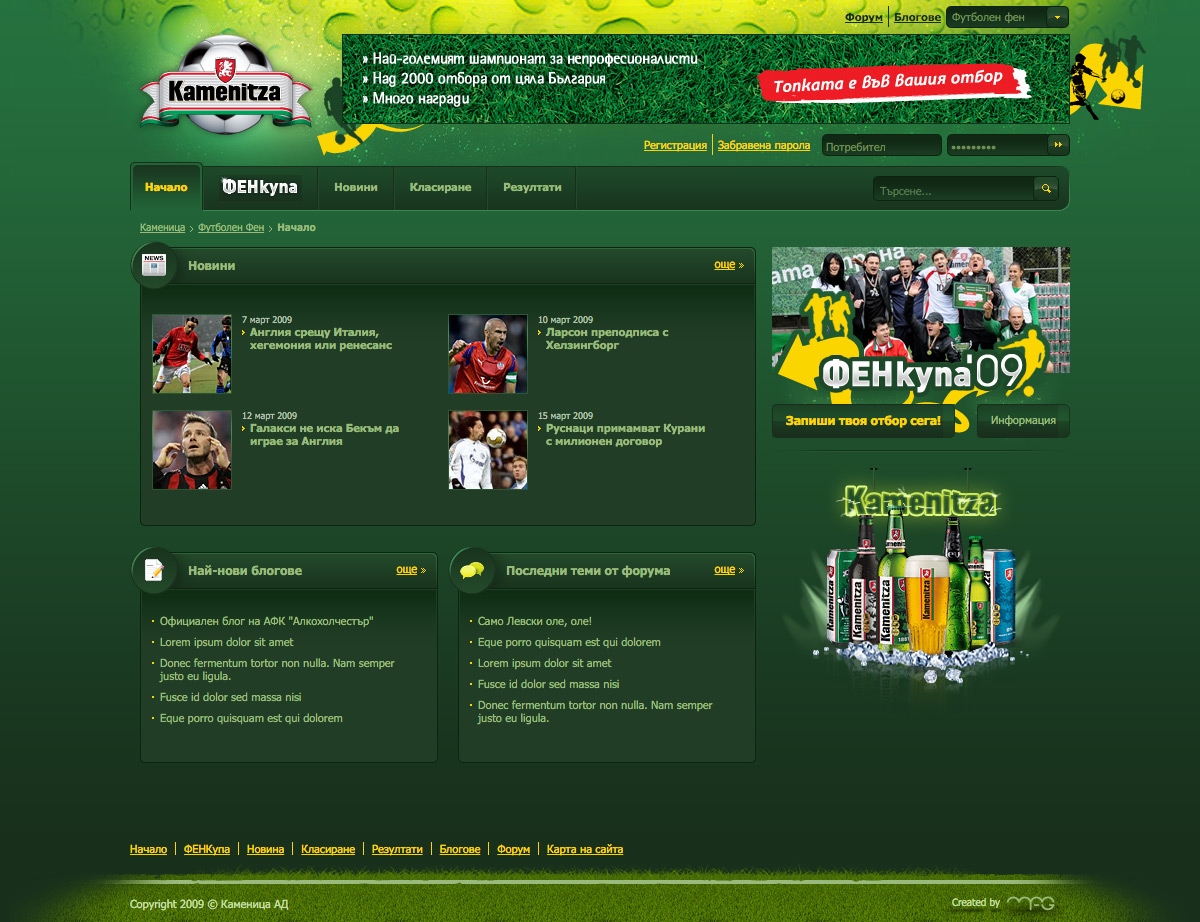 Форум
Блогове
Футболен фен
Kamenitza
» Най-големият шампионат за непрофесионалисти
» Над 2000 отбора от цяла България
» Много награди
Топката е във вашия отбор
Регистрация
Забравена парола
Потребител
Начало
ФЕНкупа
Новини
Класиране
Резултати
Търсене...
Каменица > Футболен Фен > Начало
NEWS
Новини
още »
7 март 2009
Англия срещу Италия,
хегемония или ренесанс
10 март 2009
Ларсон преподписа с
Хелзингборг
12 март 2009
Галакси не иска Бекъм да
играе за Англия
15 март 2009
Руснаци примамват Курани
с милионен договор
Kamenitza
ФЕНкупа'09
Запиши твоя отбор сега!
Информация
Kamenitza
Kamenitza
Kamenitza
Kamenitza
Kamenitza
Най-нови блогове
още »
Официален блог на АФК "Алкохолчестър"
Lorem ipsum dolor sit amet
Donec fermentum tortor non nulla. Nam semper
justo eu ligula.
Fusce id dolor sed massa nisi
Eque porro quisquam est qui dolorem
Последни теми от форума
още »
Само Левски оле, оле!
Eque porro quisquam est qui dolorem
Lorem ipsum dolor sit amet
Fusce id dolor sed massa nisi
Donec fermentum tortor non nulla. Nam semper
justo eu ligula.
Начало | ФЕНКупа | Новина | Класиране | Резултати | Блогове | Форум | Карта на сайта
Copyright 2009 © Каменица АД
Created by